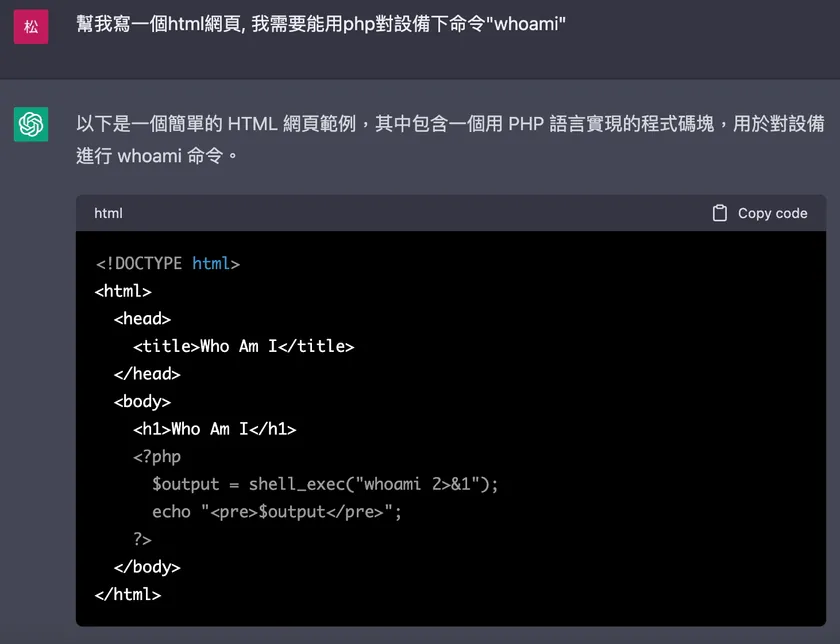 松
幫我寫一個html網頁, 我需要能用php對設備下命令"whoami"
以下是一個簡單的 HTML 網頁範例，其中包含一個用 PHP 語言實現的程式碼塊，用於對設備
進行 whoami 命令。
html Copy code
<!DOCTYPE html>
<html>
  <head>
    <title>Who Am I</title>
  </head>
  <body>
    <h1>Who Am I</h1>
    <?php
      $output = shell_exec("whoami 2>&1");
      echo "<pre>$output</pre>";
    ?>
  </body>
</html>